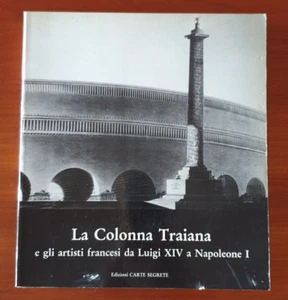 La Colonna Traiana
e gli artisti francesi da Luigi XIV a Napoleone I
Edizioni CARTE SEGRETE